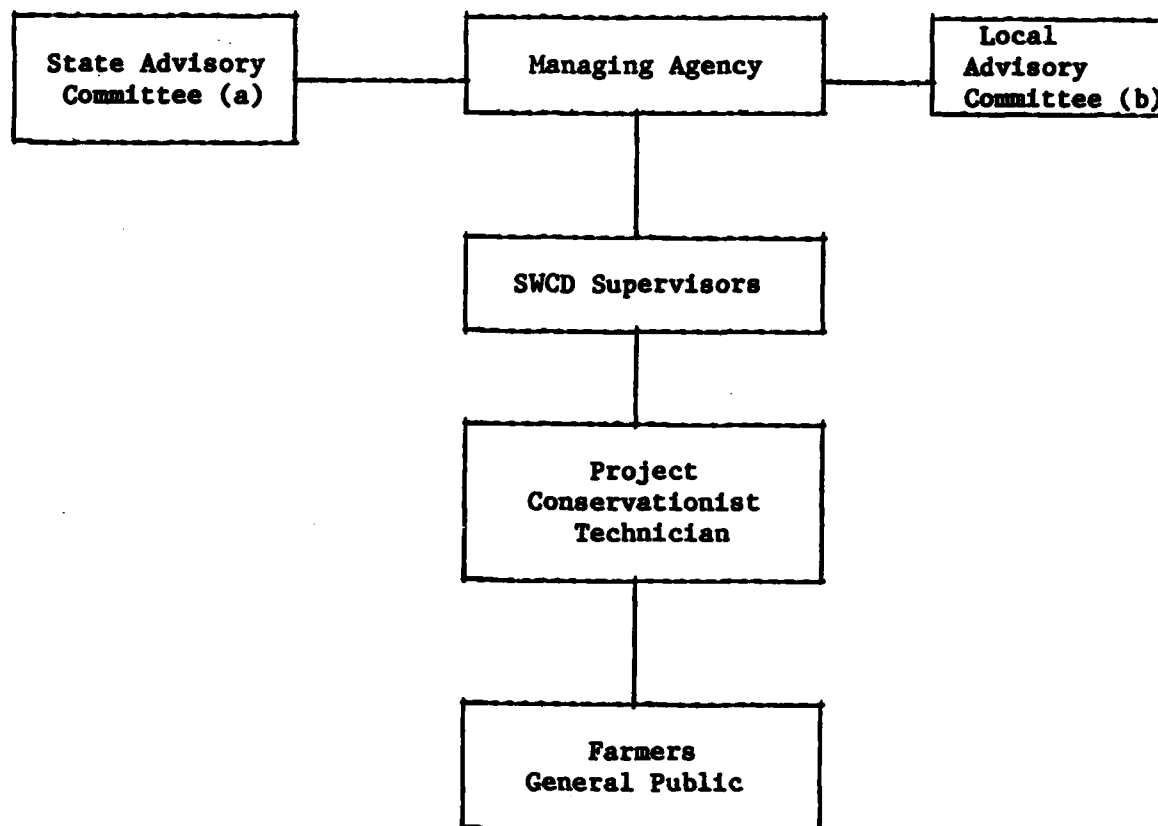 State Advisory
Committee (a)
Managing Agency
Local
Advisory
Committee (b)
SWCD Supervisors
Project
Conservationist
Technician
Farmers
General Public